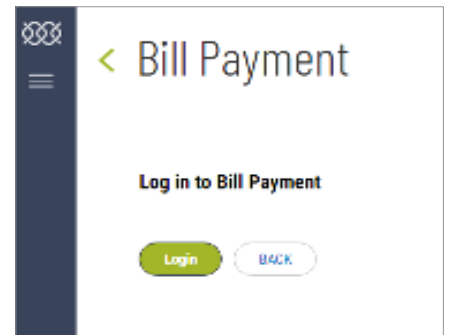 Bill Payment
Log in to Bill Payment
Login
BACK